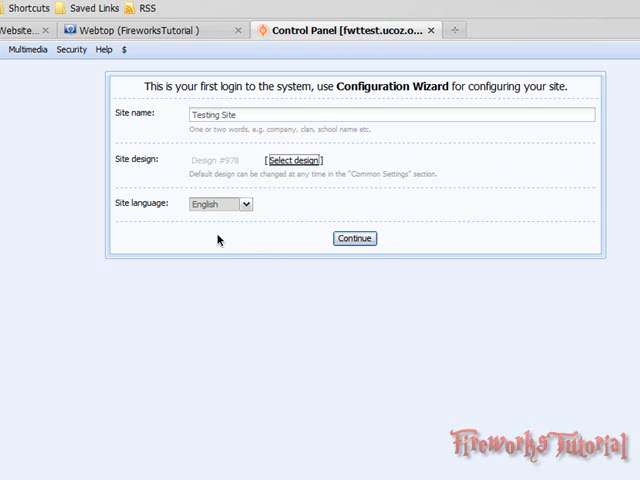 Shortcuts Saved Links RSS
Website... Webtop (FireworksTutorial ) Control Panel [fwttest.ucoz.o...
Multimedia Security Help $
This is your first login to the system, use Configuration Wizard for configuring your site.
Site name: Testing Site
One or two words, e.g. company, clan, school name etc.
Site design: Design #978 [Select design]
Default design can be changed at any time in the "Common Settings" section.
Site language: English
Continue
Fireworks Tutorial